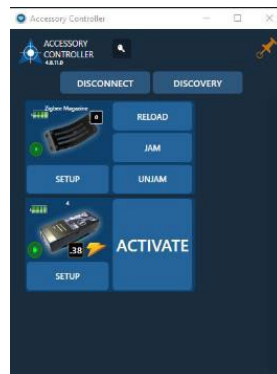 Accessory Controller
ACCESSORY
CONTROLLER
4.8.11.0
DISCONNECT
DISCOVERY
Zigbee Magazine
RELOAD
JAM
SETUP
UNJAM
4
.38
ACTIVATE
SETUP